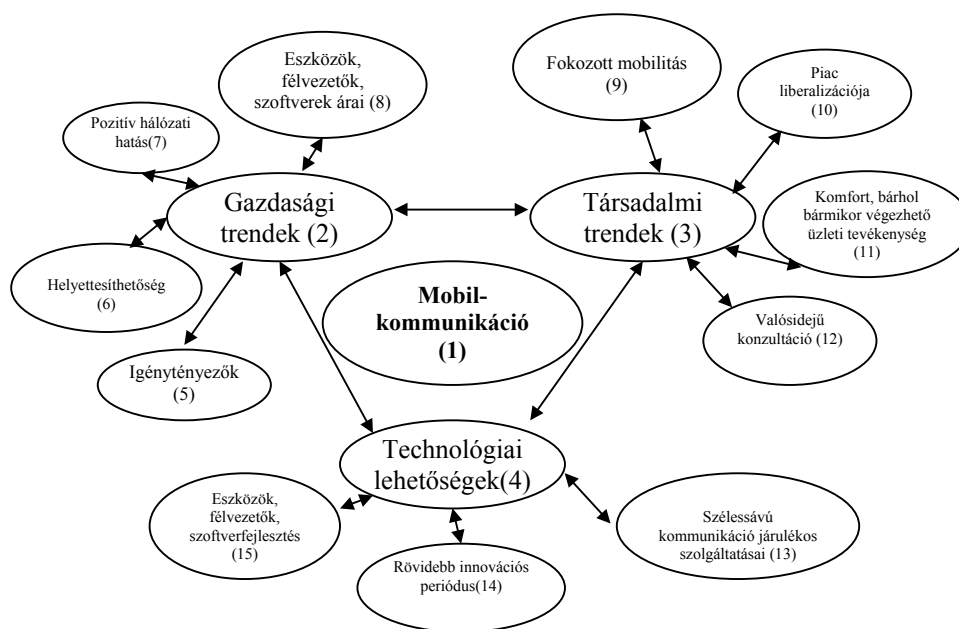 Eszközök,
félvezetők,
szoftverek árai (8)
Fokozott mobilitás
(9)
Piac
liberalizációja
(10)
Pozitív hálózati
hatás(7)
Gazdasági
trendek (2)
Társadalmi
trendek (3)
Komfort, bárhol
bármikor végezhető
üzleti tevékenység
(11)
Helyettesíthetőség
(6)
Mobil-
kommunikáció
(1)
Valósidejű
konzultáció (12)
Igénytényezők
(5)
Technológiai
lehetőségek(4)
Eszközök,
félvezetők,
szoftverfejlesztés
(15)
Rövidebb innovációs
periódus(14)
Szélessávú
kommunikáció járulékos
szolgáltatásai (13)